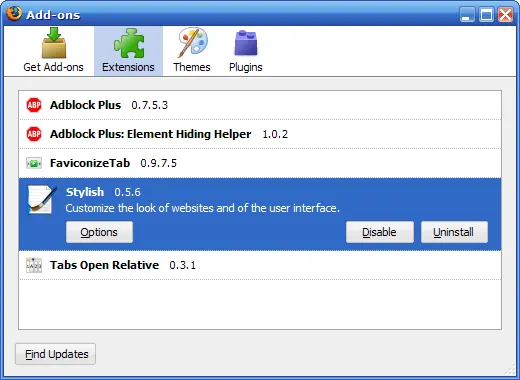 Add-ons
Get Add-ons Extensions Themes Plugins
ABP Adblock Plus 0.7.5.3
ABP Adblock Plus: Element Hiding Helper 1.0.2
FaviconizeTab 0.9.7.5
Stylish 0.5.6
Customize the look of websites and of the user interface.
Options Disable Uninstall
Tabs Open Relative 0.3.1
Find Updates